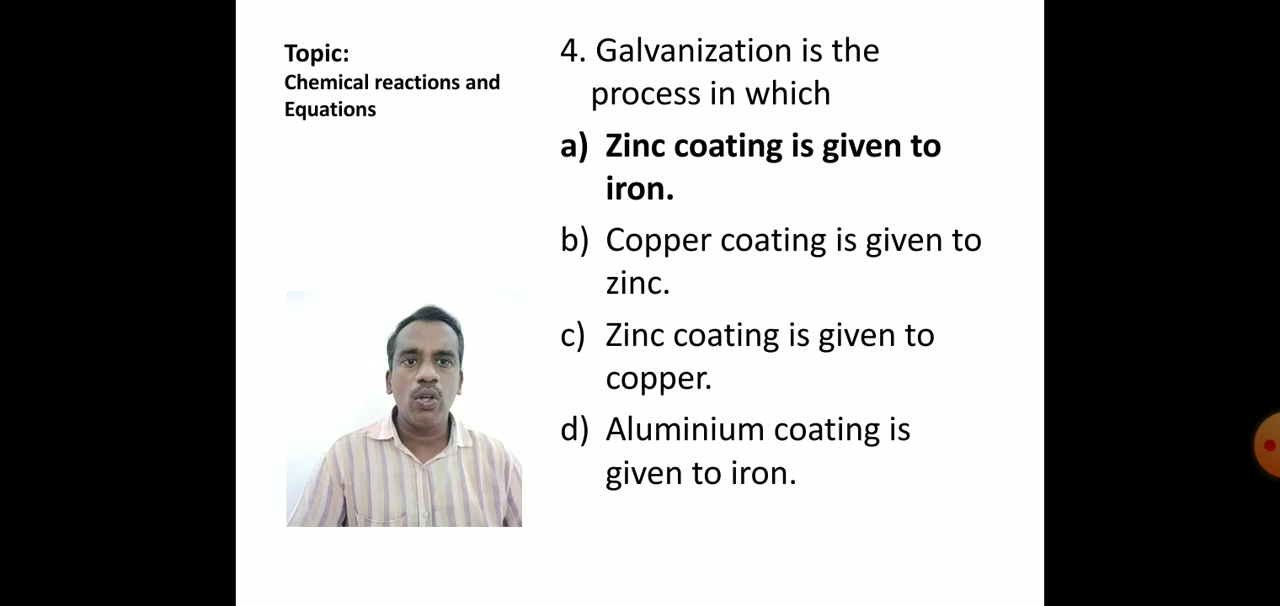 Topic:
Chemical reactions and
Equations
4. Galvanization is the
process in which
a) Zinc coating is given to
iron.
b) Copper coating is given to
zinc.
c) Zinc coating is given to
copper.
d) Aluminium coating is
given to iron.